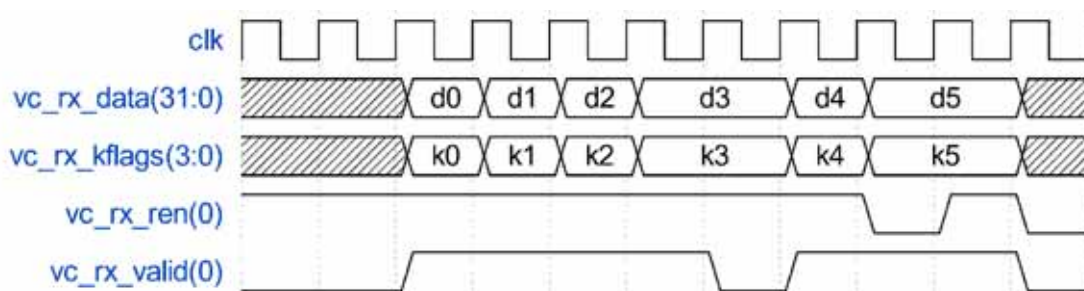 clk
vc_rx_data(31:0) d0 d1 d2 d3 d4 d5
vc_rx_kflags(3:0) k0 k1 k2 k3 k4 k5
vc_rx_ren(0)
vc_rx_valid(0)